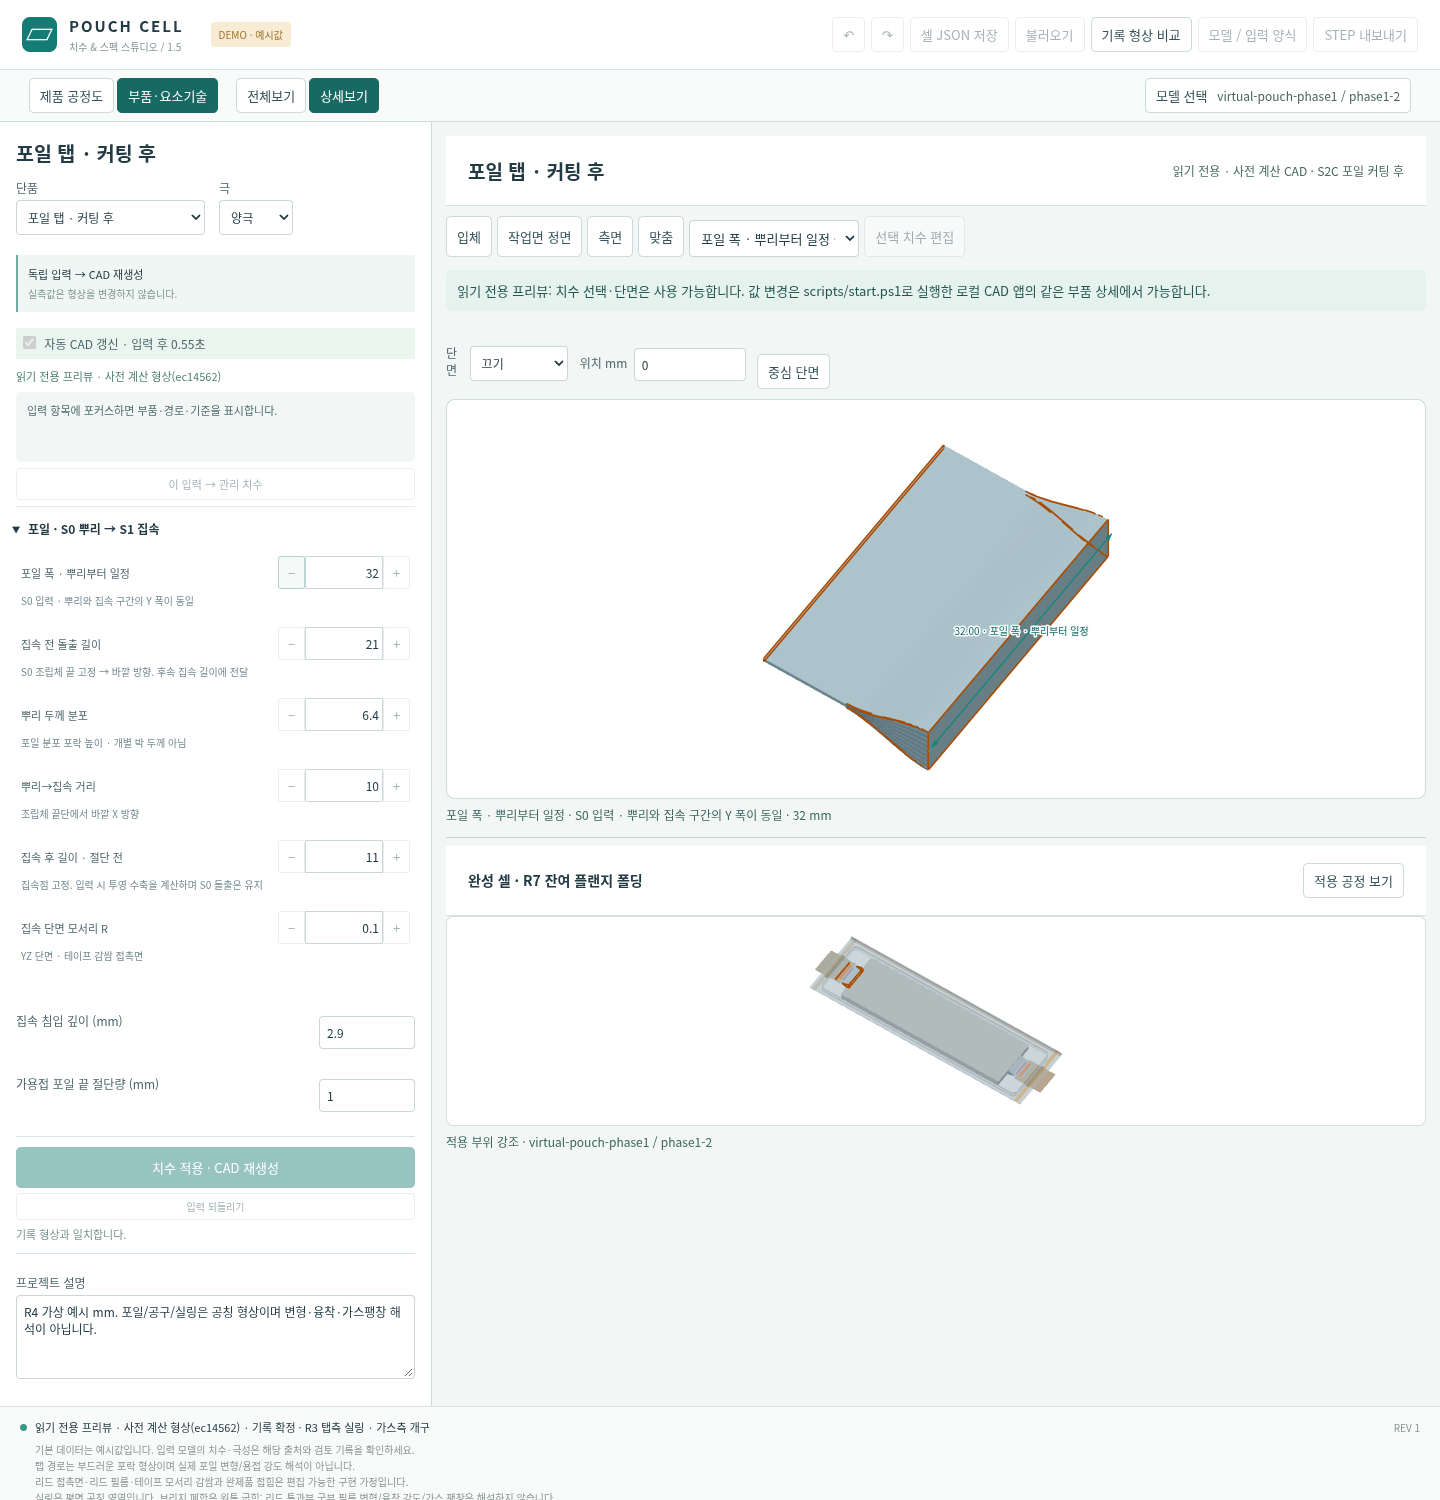 POUCH CELL
치수 & 스펙 스튜디오 / 1.5
DEMO · 예시값
↶ ↷ 셀 JSON 저장 불러오기 기록 형상 비교 모델 / 입력 양식 STEP 내보내기
제품 공정도 부품·요소기술 전체보기 상세보기
모델 선택 virtual-pouch-phase1 / phase1-2
포일 탭 · 커팅 후
단품 극
포일 탭 · 커팅 후 양극
독립 입력 → CAD 재생성
실측값은 형상을 변경하지 않습니다.
자동 CAD 갱신 · 입력 후 0.55초
읽기 전용 프리뷰 · 사전 계산 형상(ec14562)
입력 항목에 포커스하면 부품·경로·기준을 표시합니다.
이 입력 → 관리 치수
▼ 포일 · S0 뿌리 → S1 집속
포일 폭 · 뿌리부터 일정 − 32 +
S0 입력 · 뿌리와 집속 구간의 Y 폭이 동일
집속 전 돌출 길이 − 21 +
S0 조립체 끝 고정 → 바깥 방향. 후속 집속 길이에 전달
뿌리 두께 분포 − 6.4 +
포일 분포 포락 높이 · 개별 박 두께 아님
뿌리→집속 거리 − 10 +
조립체 끝단에서 바깥 X 방향
집속 후 길이 · 절단 전 − 11 +
집속점 고정. 입력 시 투영 수축을 계산하며 S0 돌출은 유지
집속 단면 모서리 R − 0.1 +
YZ 단면 · 테이프 감쌈 접촉면
집속 침입 깊이 (mm) 2.9
가용접 포일 끝 절단량 (mm) 1
치수 적용 · CAD 재생성
입력 되돌리기
기록 형상과 일치합니다.
프로젝트 설명
R4 가상 예시 mm. 포일/공구/실링은 공칭 형상이며 변형·융착·가스팽창 해
석이 아닙니다.
포일 탭 · 커팅 후
읽기 전용 · 사전 계산 CAD · S2C 포일 커팅 후
입체 작업면 정면 측면 맞춤 포일 폭 · 뿌리부터 일정 · 선택 치수 편집
읽기 전용 프리뷰: 치수 선택·단면은 사용 가능합니다. 값 변경은 scripts/start.ps1로 실행한 로컬 CAD 앱의 같은 부품 상세에서 가능합니다.
단면 끄기 위치 mm 0 중심 단면
32.00 · 포일 폭 · 뿌리부터 일정
포일 폭 · 뿌리부터 일정 · S0 입력 · 뿌리와 집속 구간의 Y 폭이 동일 · 32 mm
완성 셀 · R7 잔여 플랜지 폴딩
적용 공정 보기
적용 부위 강조 · virtual-pouch-phase1 / phase1-2
읽기 전용 프리뷰 · 사전 계산 형상(ec14562) · 기록 확정 · R3 탭측 실링 · 가스측 개구
REV 1
기본 데이터는 예시값입니다. 입력 모델의 치수·극성은 해당 출처와 검토 기록을 확인하세요.
탭 경로는 부드러운 포락 형상이며 실제 포일 변형/용접 강도 해석이 아닙니다.
리드 접촉면·리드 필름·테이프 모서리 감쌈과 완제품 접힘은 편집 가능한 구현 가정입니다.